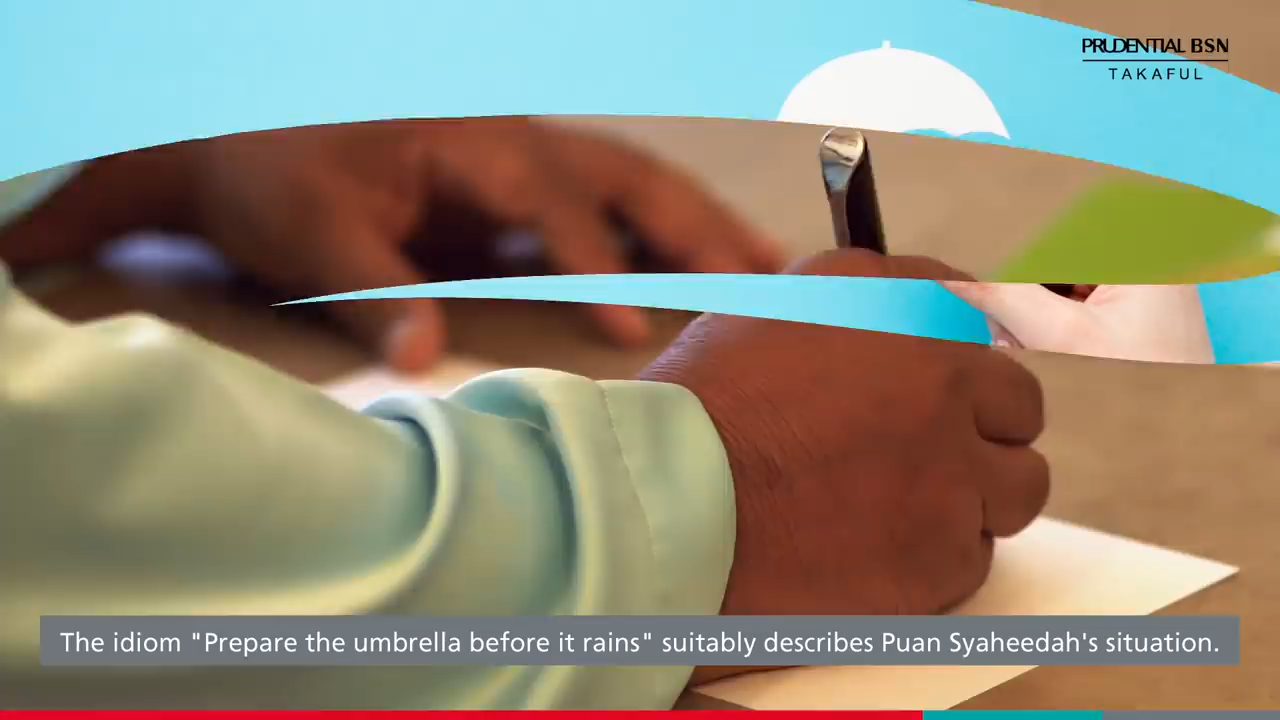 PRUDENTIAL BSN
TAKAFUL
The idiom "Prepare the umbrella before it rains" suitably describes Puan Syaheedah's situation.